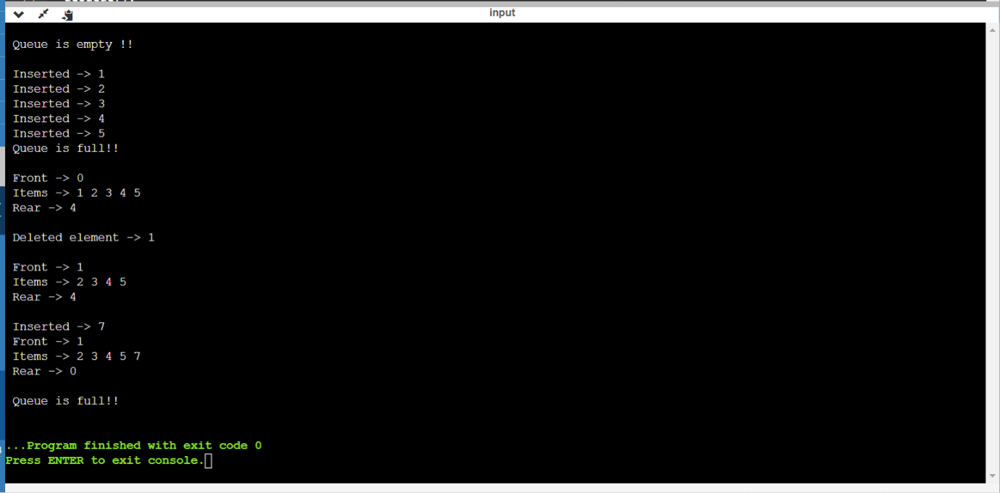 input
Queue is empty !!
Inserted -> 1
Inserted -> 2
Inserted -> 3
Inserted -> 4
Inserted -> 5
Queue is full!!
Front -> 0
Items -> 1 2 3 4 5
Rear -> 4
Deleted element -> 1
Front -> 1
Items -> 2 3 4 5
Rear -> 4
Inserted -> 7
Front -> 1
Items -> 2 3 4 5 7
Rear -> 0
Queue is full!!
...Program finished with exit code 0
Press ENTER to exit console.